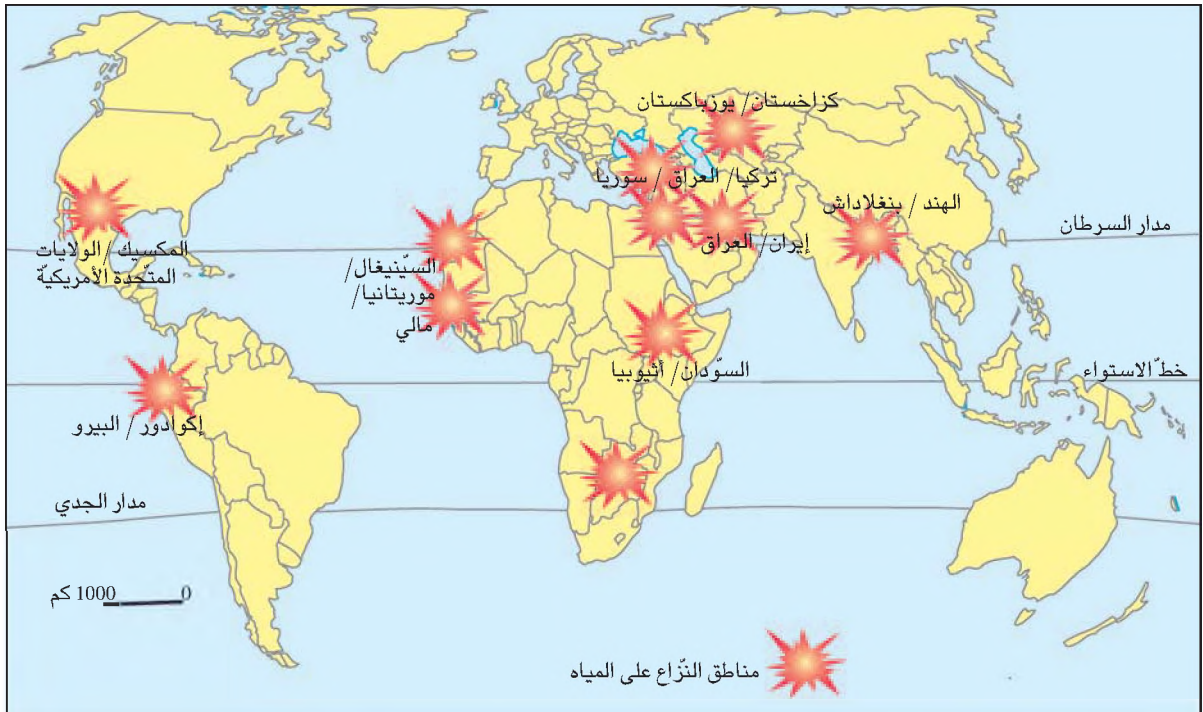 كزاخستان/ يوزباكستان
تركيا/ العراق / سوريا
الهند / بنغلاداش
مدار السرطان
إيران/ العراق
المكسيك /الولايات
المتّحدة الأمريكيّة
السّينيغال/
موريتانيا/
مالي
السّودان/ أثيوبيا
خطّ الاستواء
إكوادور / البيرو
مدار الجدي
1000 كم
0
مناطق النّزاع على المياه